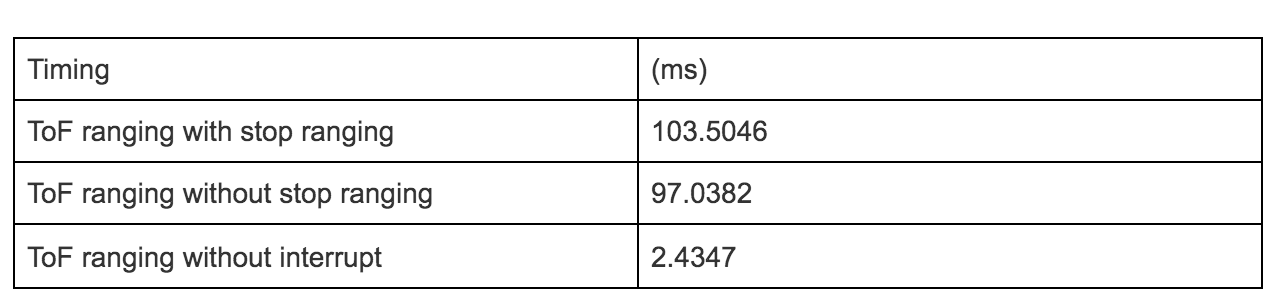 Timing (ms)
ToF ranging with stop ranging 103.5046
ToF ranging without stop ranging 97.0382
ToF ranging without interrupt 2.4347